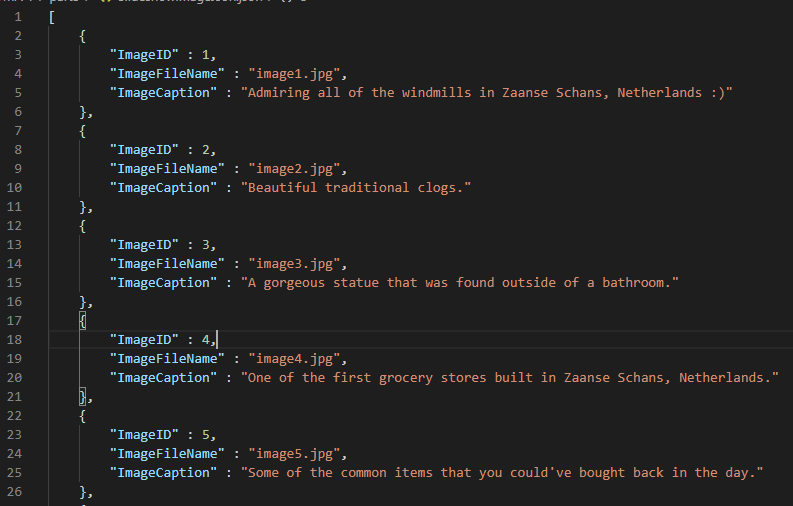 1 [
2 {
3 "ImageID" : 1,
4 "ImageFileName" : "image1.jpg",
5 "ImageCaption" : "Admiring all of the windmills in Zaanse Schans, Netherlands :)"
6 },
7 {
8 "ImageID" : 2,
9 "ImageFileName" : "image2.jpg",
10 "ImageCaption" : "Beautiful traditional clogs."
11 },
12 {
13 "ImageID" : 3,
14 "ImageFileName" : "image3.jpg",
15 "ImageCaption" : "A gorgeous statue that was found outside of a bathroom."
16 },
17 {
18 "ImageID" : 4,
19 "ImageFileName" : "image4.jpg",
20 "ImageCaption" : "One of the first grocery stores built in Zaanse Schans, Netherlands."
21 },
22 {
23 "ImageID" : 5,
24 "ImageFileName" : "image5.jpg",
25 "ImageCaption" : "Some of the common items that you could've bought back in the day."
26 },